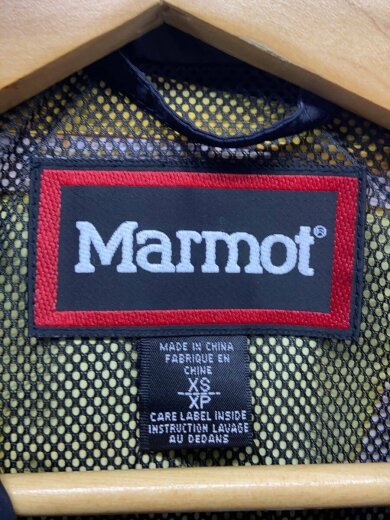 Marmot®
MADE IN CHINA
FABRIQUE EN
CHINE
XS
XP
CARE LABEL INSIDE
INSTRUCTION LAVAGE
AU DEDANS